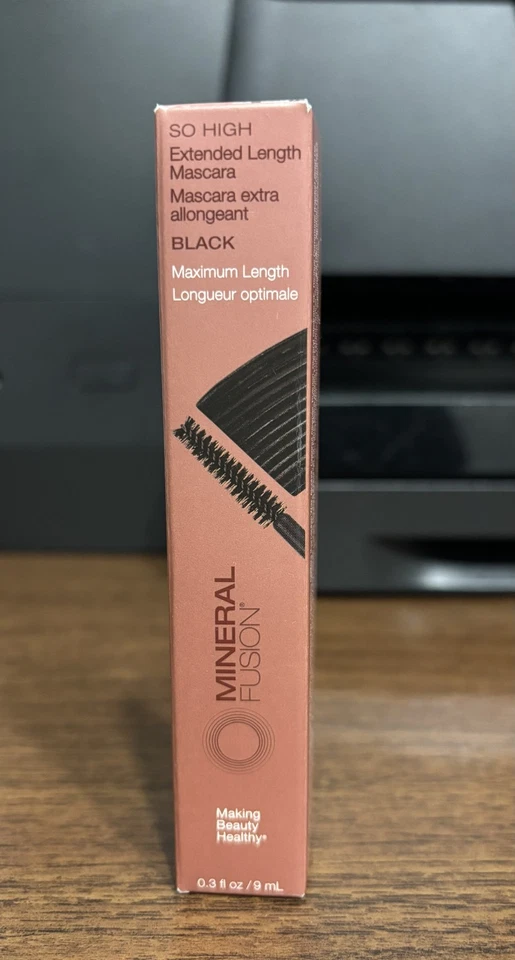 SO HIGH
Extended Length
Mascara
Mascara extra
allongeant
BLACK
Maximum Length
Longueur optimale
MINERAL
FUSION®
Making
Beauty
Healthy®
0.3 fl oz / 9 mL